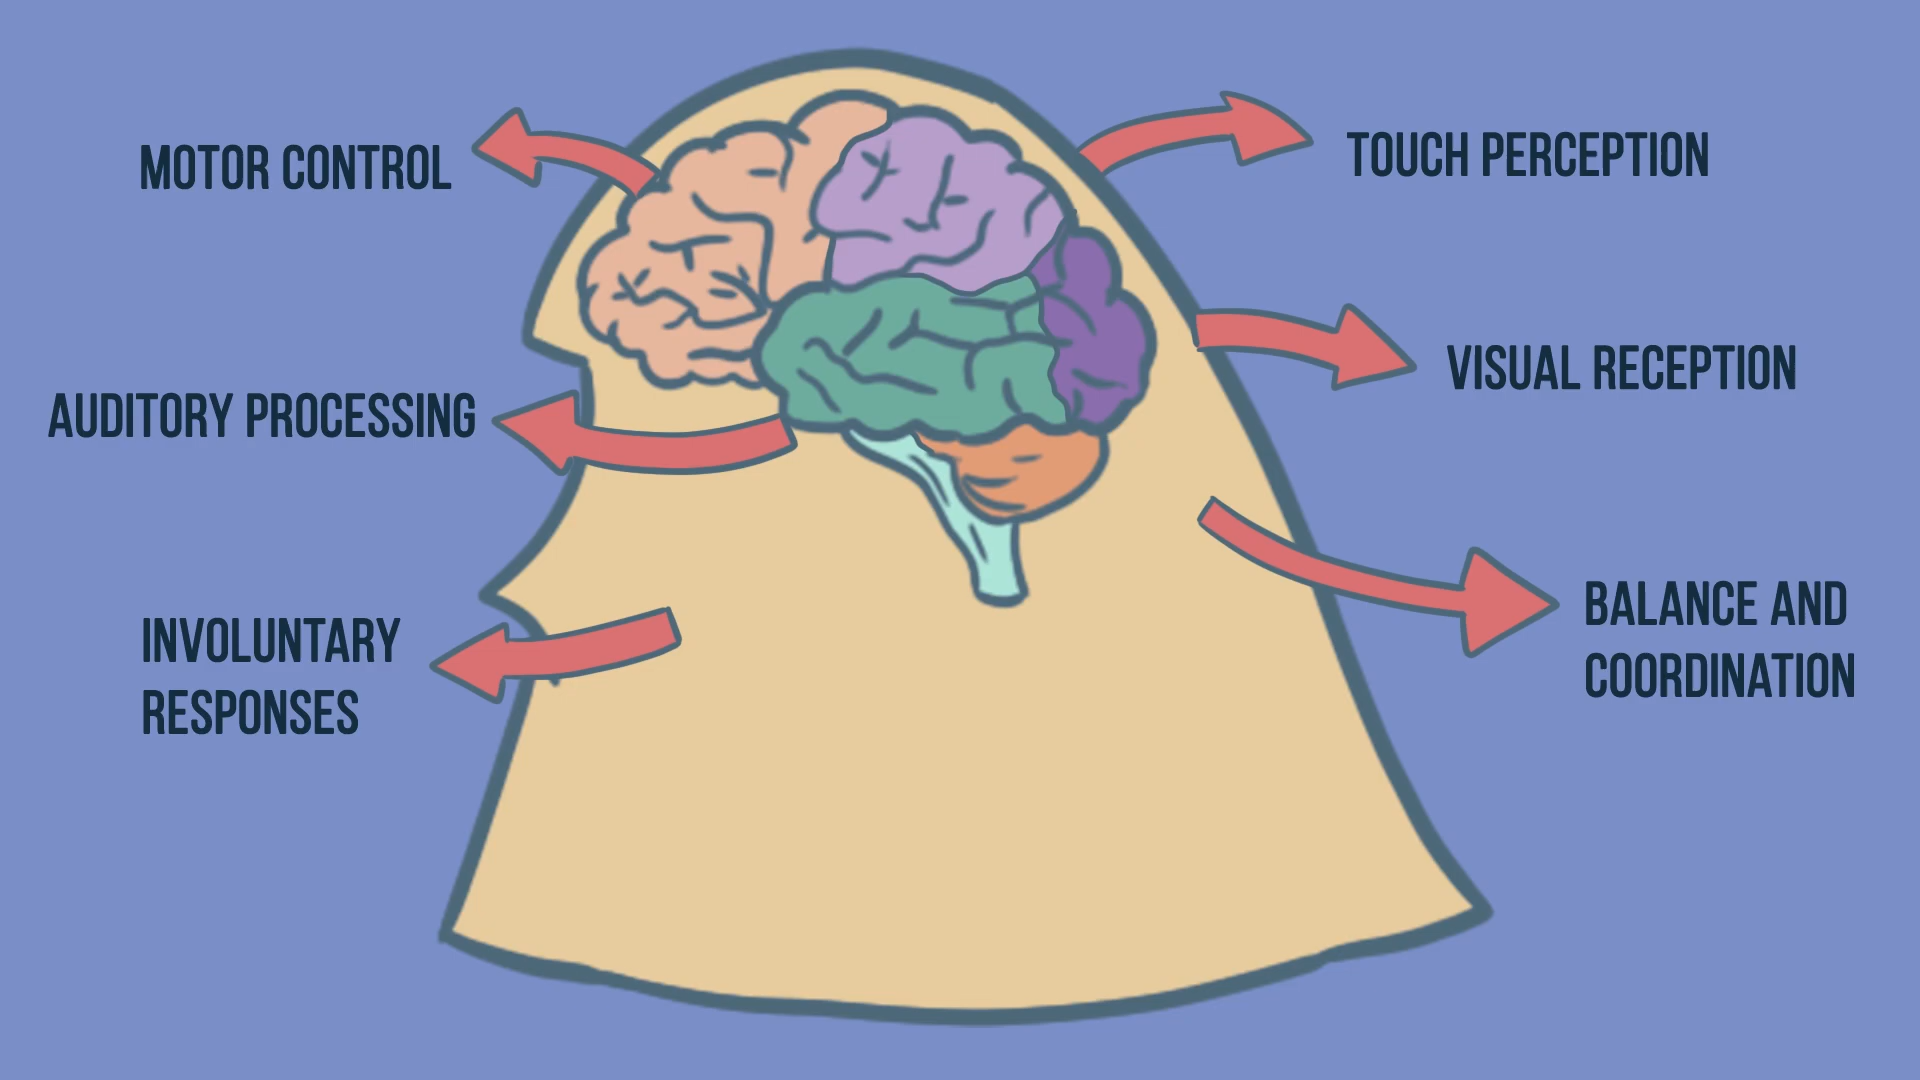 MOTOR CONTROL
TOUCH PERCEPTION
VISUAL RECEPTION
AUDITORY PROCESSING
BALANCE AND
COORDINATION
INVOLUNTARY
RESPONSES